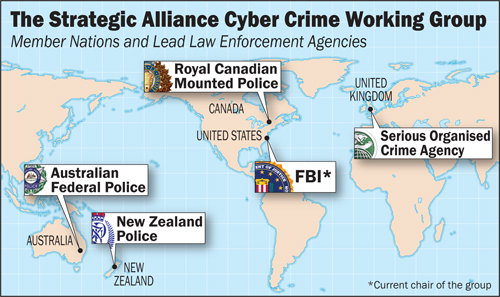 The Strategic Alliance Cyber Crime Working Group
Member Nations and Lead Law Enforcement Agencies
Royal Canadian
Mounted Police
CANADA
UNITED
KINGDOM
UNITED STATES
Serious Organised
Crime Agency
Australian
Federal Police
FBI*
New Zealand
Police
AUSTRALIA
NEW
ZEALAND
*Current chair of the group